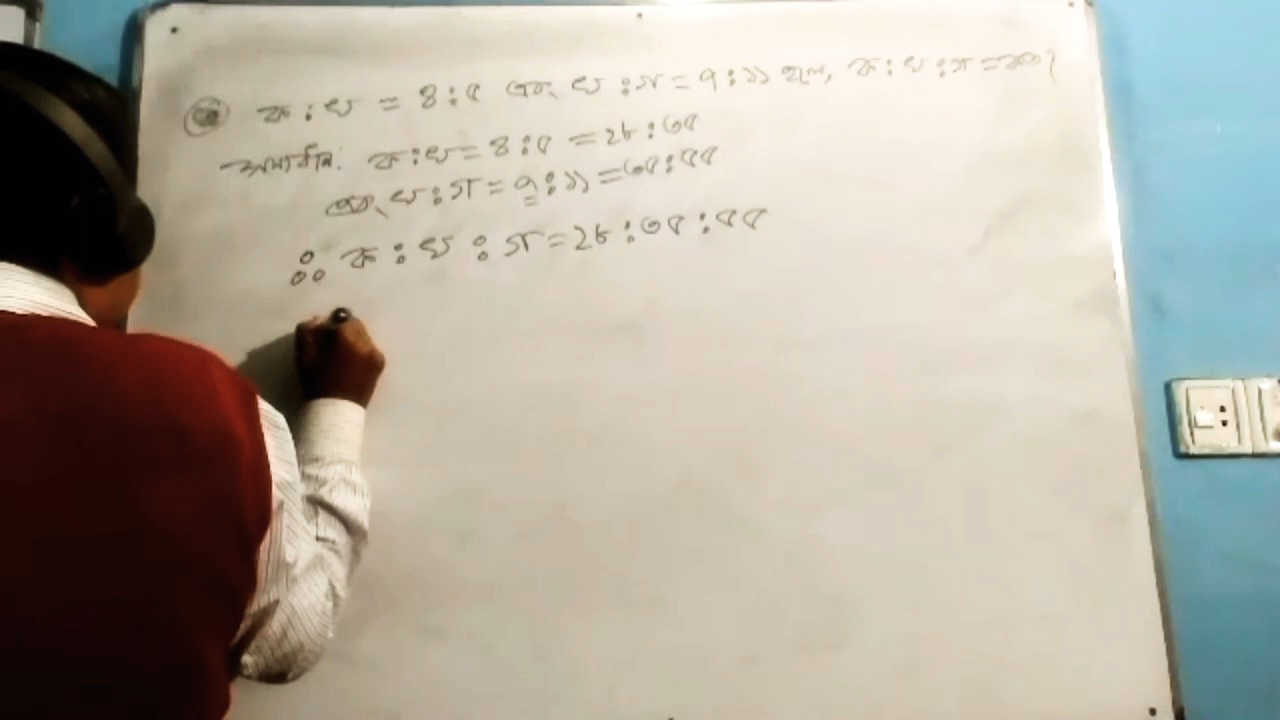 ক : খ = ৪ : ৫ এবং খ : গ = ৭ : ১১ হলে, ক : খ : গ = কত?
সমাধান: ক : খ = ৪ : ৫ = ২৮ : ৩৫
এবং খ : গ = ৭ : ১১ = ৩৫ : ৫৫
∴ ক : খ : গ = ২৮ : ৩৫ : ৫৫